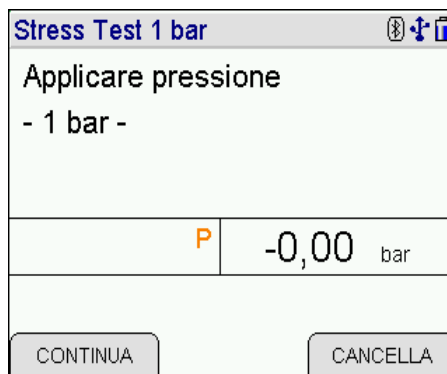 Stress Test 1 bar
Applicare pressione
- 1 bar -
P -0,00 bar
CONTINUA CANCELLA